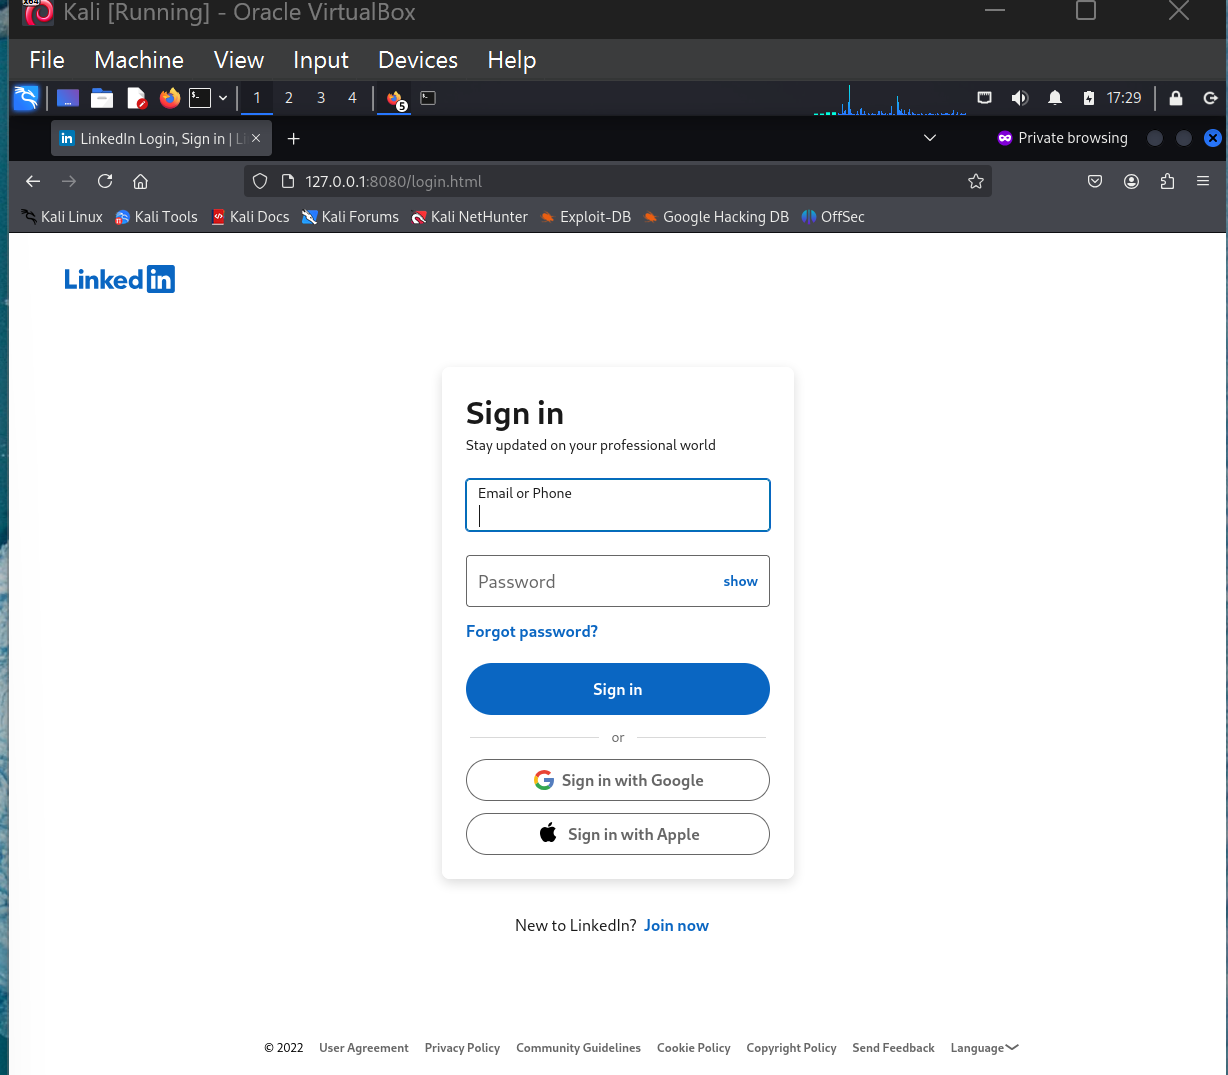 Kali [Running] - Oracle VirtualBox
File Machine View Input Devices Help
1 2 3 4 5 17:29
LinkedIn Login, Sign in | Li Private browsing
127.0.0.1:8080/login.html
Kali Linux Kali Tools Kali Docs Kali Forums Kali NetHunter Exploit-DB Google Hacking DB OffSec
Linked in
Sign in
Stay updated on your professional world
Email or Phone
Password show
Forgot password?
Sign in
or
Sign in with Google
Sign in with Apple
New to LinkedIn? Join now
© 2022 User Agreement Privacy Policy Community Guidelines Cookie Policy Copyright Policy Send Feedback Language